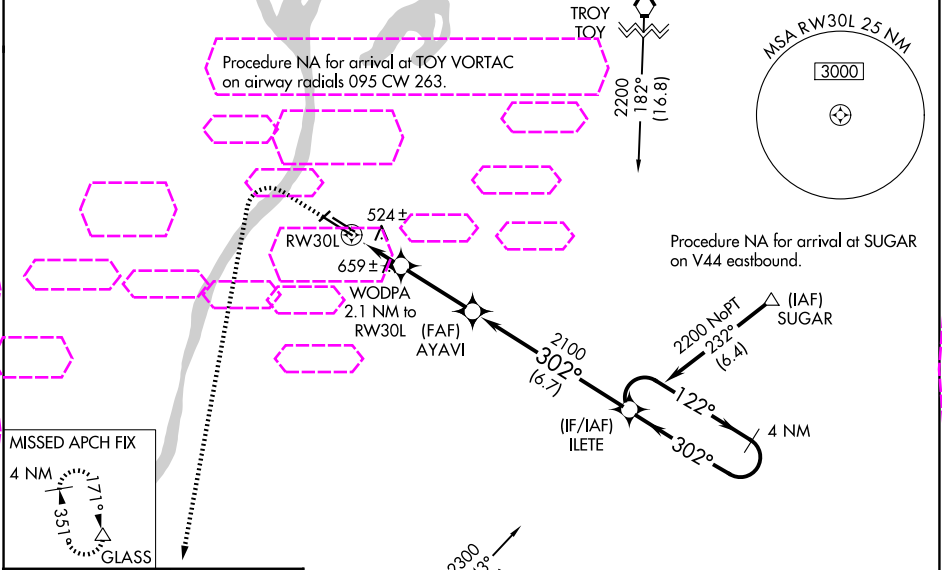 TROY
TOY
2200
182°
(16.8)
MSA RW30L 25 NM
3000
Procedure NA for arrival at TOY VORTAC
on airway radials 095 CW 263.
524 ±
RW30L
659 ±
WODPA
2.1 NM to
RW30L
(FAF)
AYAVI
Procedure NA for arrival at SUGAR
on V44 eastbound.
(IAF)
SUGAR
2200 NoPT
232°
(6.4)
2100
302°
(6.7)
(IF/IAF)
ILETE
122°
302°
4 NM
MISSED APCH FIX
4 NM
171°
351°
GLASS
2300